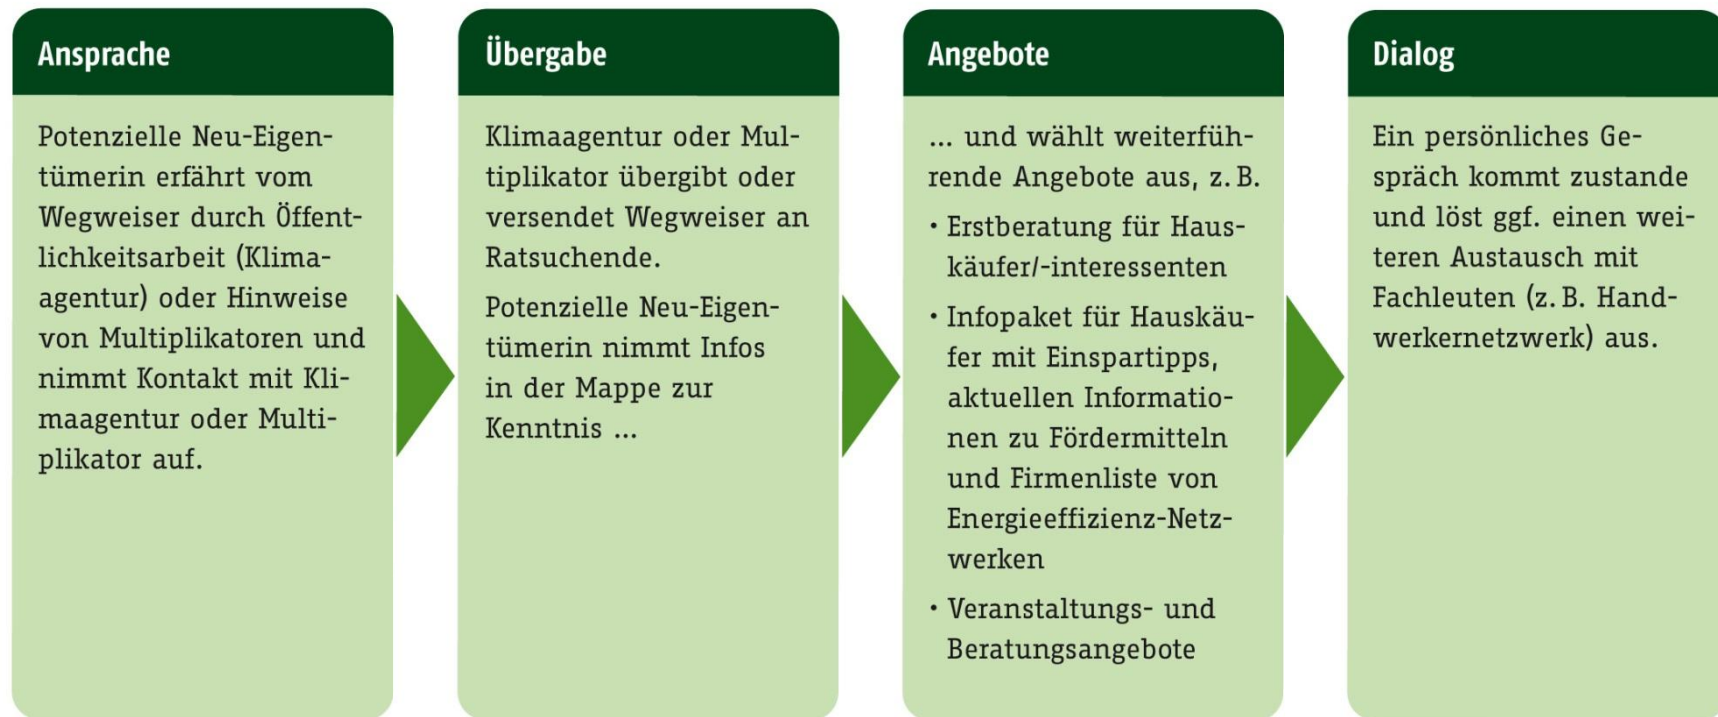 Ansprache
Potenzielle Neu-Eigen-
tümerin erfährt vom
Wegweiser durch Öffent-
lichkeitsarbeit (Klima-
agentur) oder Hinweise
von Multiplikatoren und
nimmt Kontakt mit Kli-
maagentur oder Multi-
plikator auf.
Übergabe
Klimaagentur oder Mul-
tiplikator übergibt oder
versendet Wegweiser an
Ratsuchende.
Potenzielle Neu-Eigen-
tümerin nimmt Infos
in der Mappe zur
Kenntnis ...
Angebote
... und wählt weiterfüh-
rende Angebote aus, z. B.
• Erstberatung für Haus-
käufer/-interessenten
• Infopaket für Hauskäu-
fer mit Einspartipps,
aktuellen Informatio-
nen zu Fördermitteln
und Firmenliste von
Energieeffizienz-Netz-
werken
• Veranstaltungs- und
Beratungsangebote
Dialog
Ein persönliches Ge-
spräch kommt zustande
und löst ggf. einen wei-
teren Austausch mit
Fachleuten (z. B. Hand-
werkernetzwerk) aus.